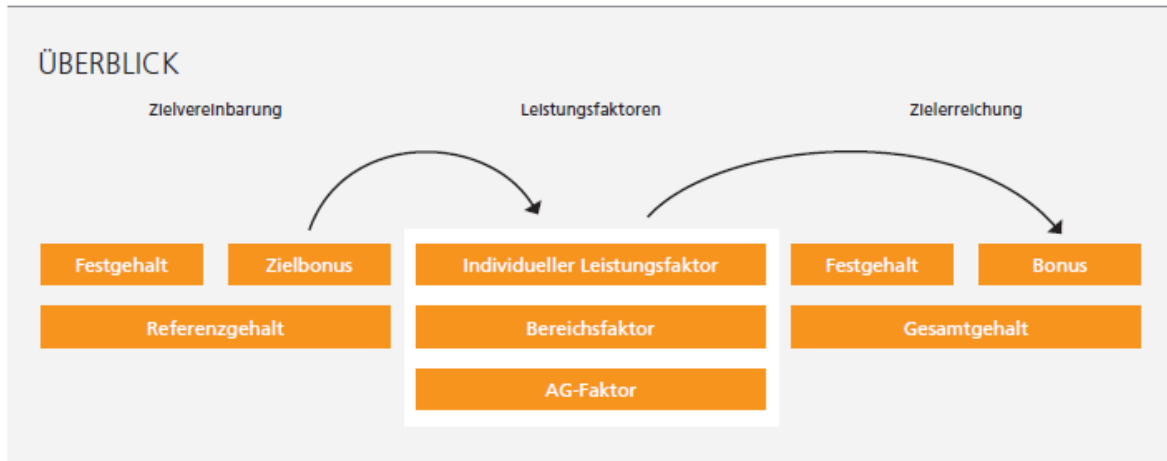 ÜBERBLICK
Zielvereinbarung Leistungsfaktoren Zielerreichung
Festgehalt Zielbonus Individueller Leistungsfaktor Festgehalt Bonus
Referenzgehalt Bereichsfaktor Gesamtgehalt
AG-Faktor